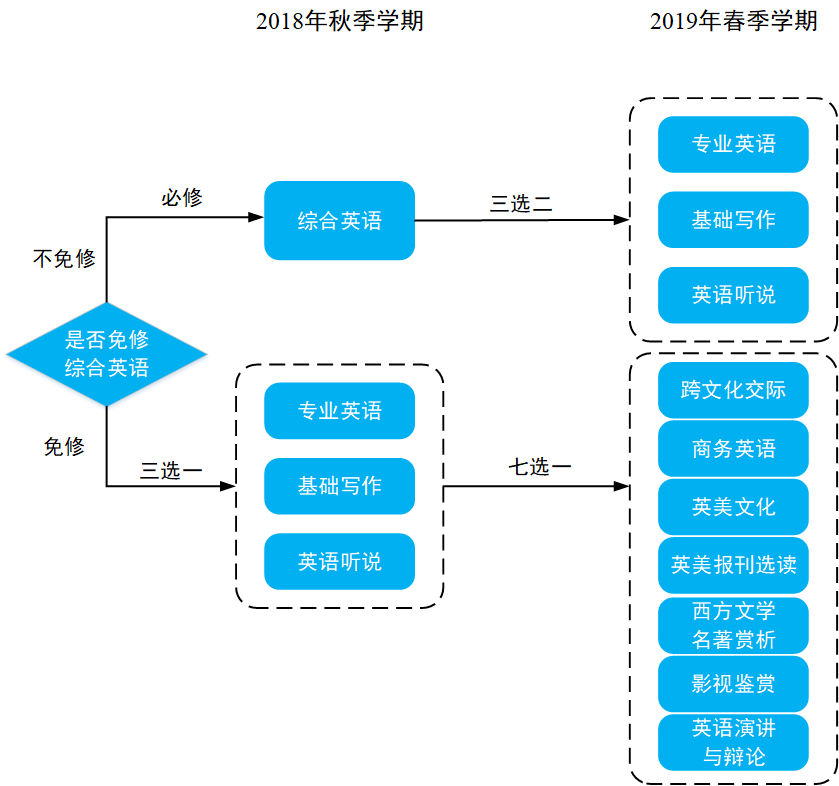 2018年秋季学期
2019年春季学期
必修
综合英语
三选二
专业英语
基础写作
英语听说
不免修
是否免修
综合英语
免修
三选一
专业英语
基础写作
英语听说
七选一
跨文化交际
商务英语
英美文化
英美报刊选读
西方文学
名著赏析
影视鉴赏
英语演讲
与辩论